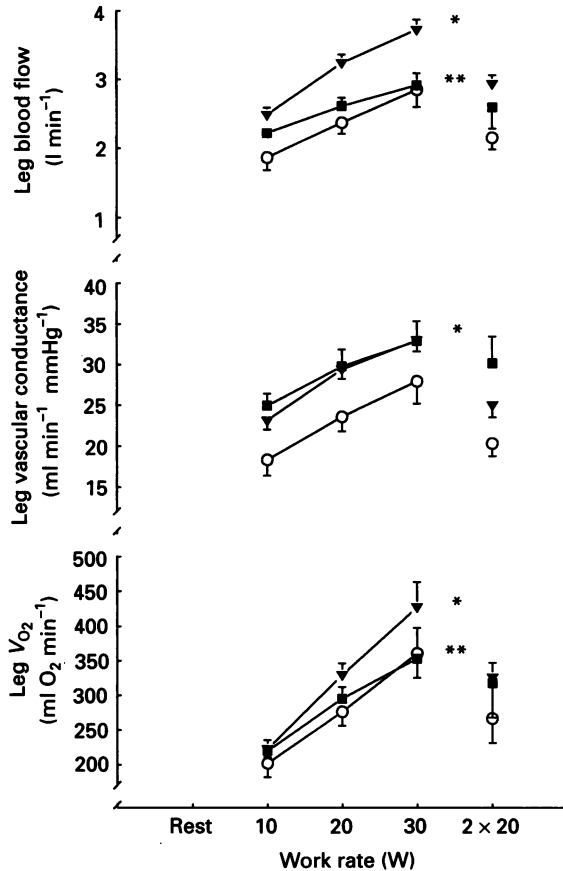 Leg blood flow
(l min⁻¹)
4
3
2
1
*
**
Leg vascular conductance
(ml min⁻¹ mmHg⁻¹)
40
35
30
25
20
15
*
Leg V̇O₂
(ml O₂ min⁻¹)
500
450
400
350
300
250
200
*
**
Rest 10 20 30 2 × 20
Work rate (W)